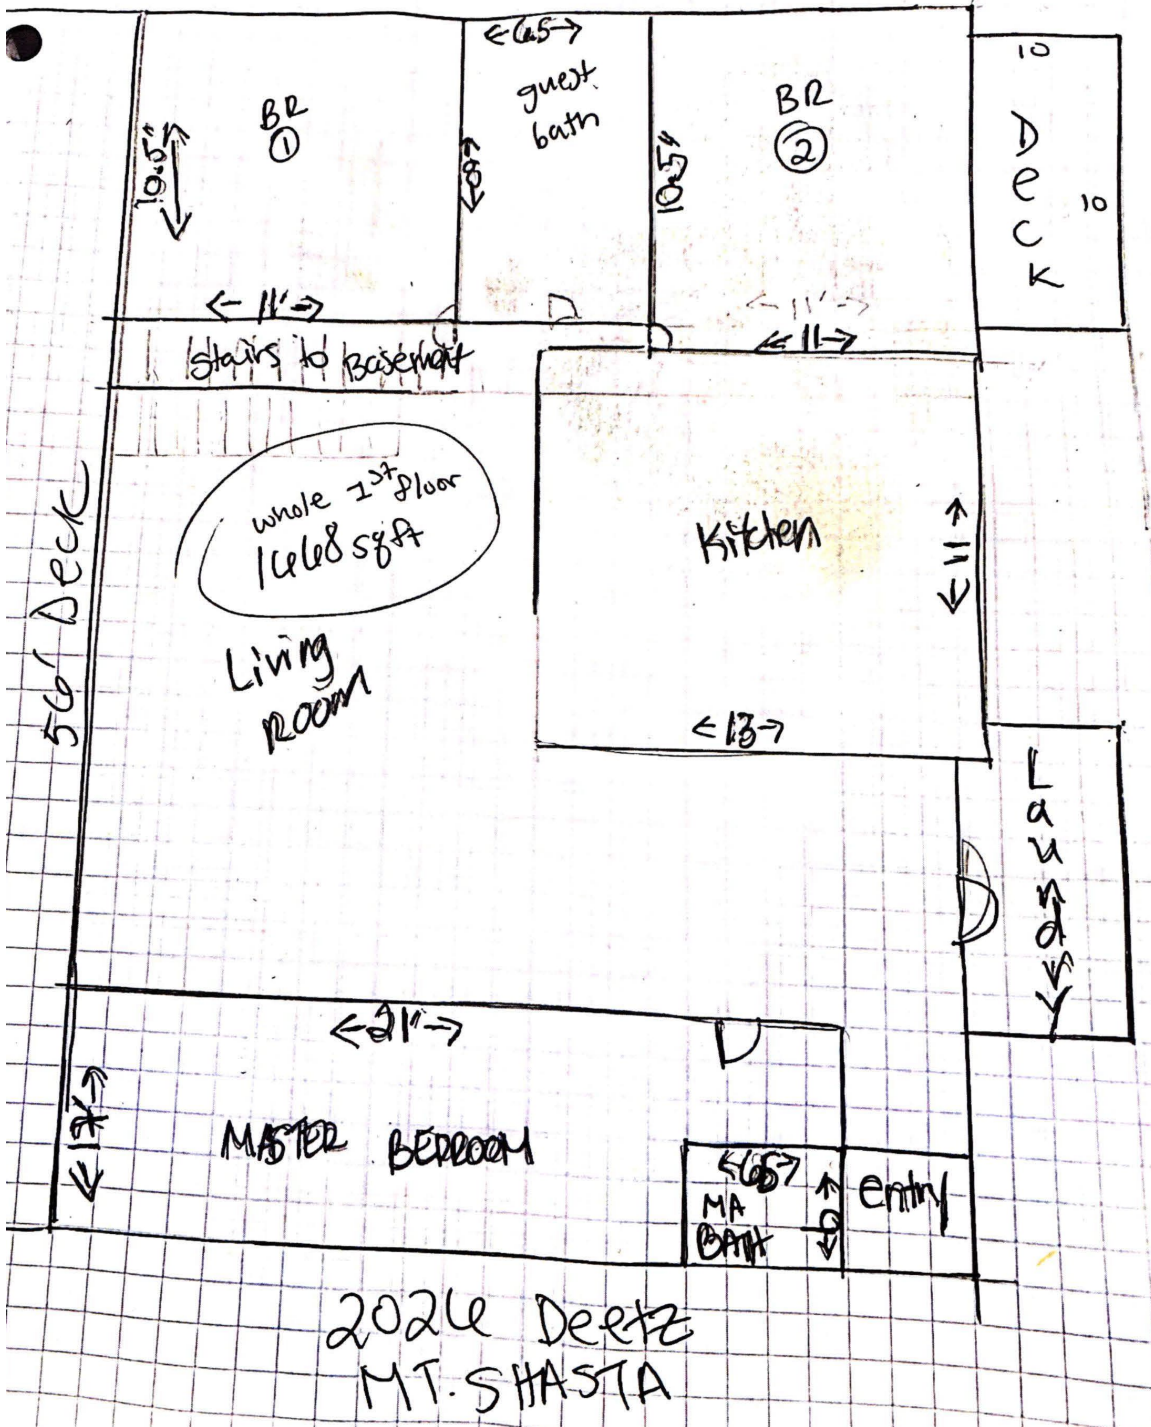 6.5
guest
bath
BR
1
10.5"
8
BR
2
10.5"
10
10
Deck
11'
11'
11
Stairs to Basement
whole 1st floor
1668 sqft
56' Deck
Kitchen
11
Living
Room
13
Laundry
21'
MASTER BEDROOM
6.5
MA
BATH
entry
2026 Deetz
MT. SHASTA